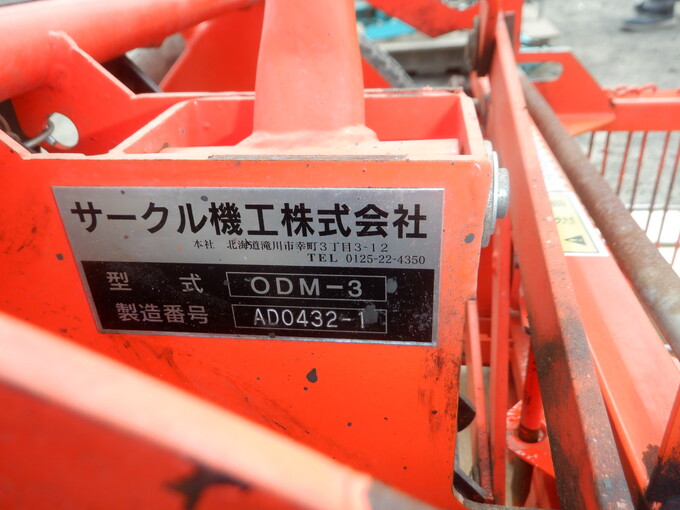 サークル機工株式会社
本社 北海道滝川市幸町3丁目3-12
TEL 0125-22-4350
型 式 ODM-3
製造番号 AD0432-1